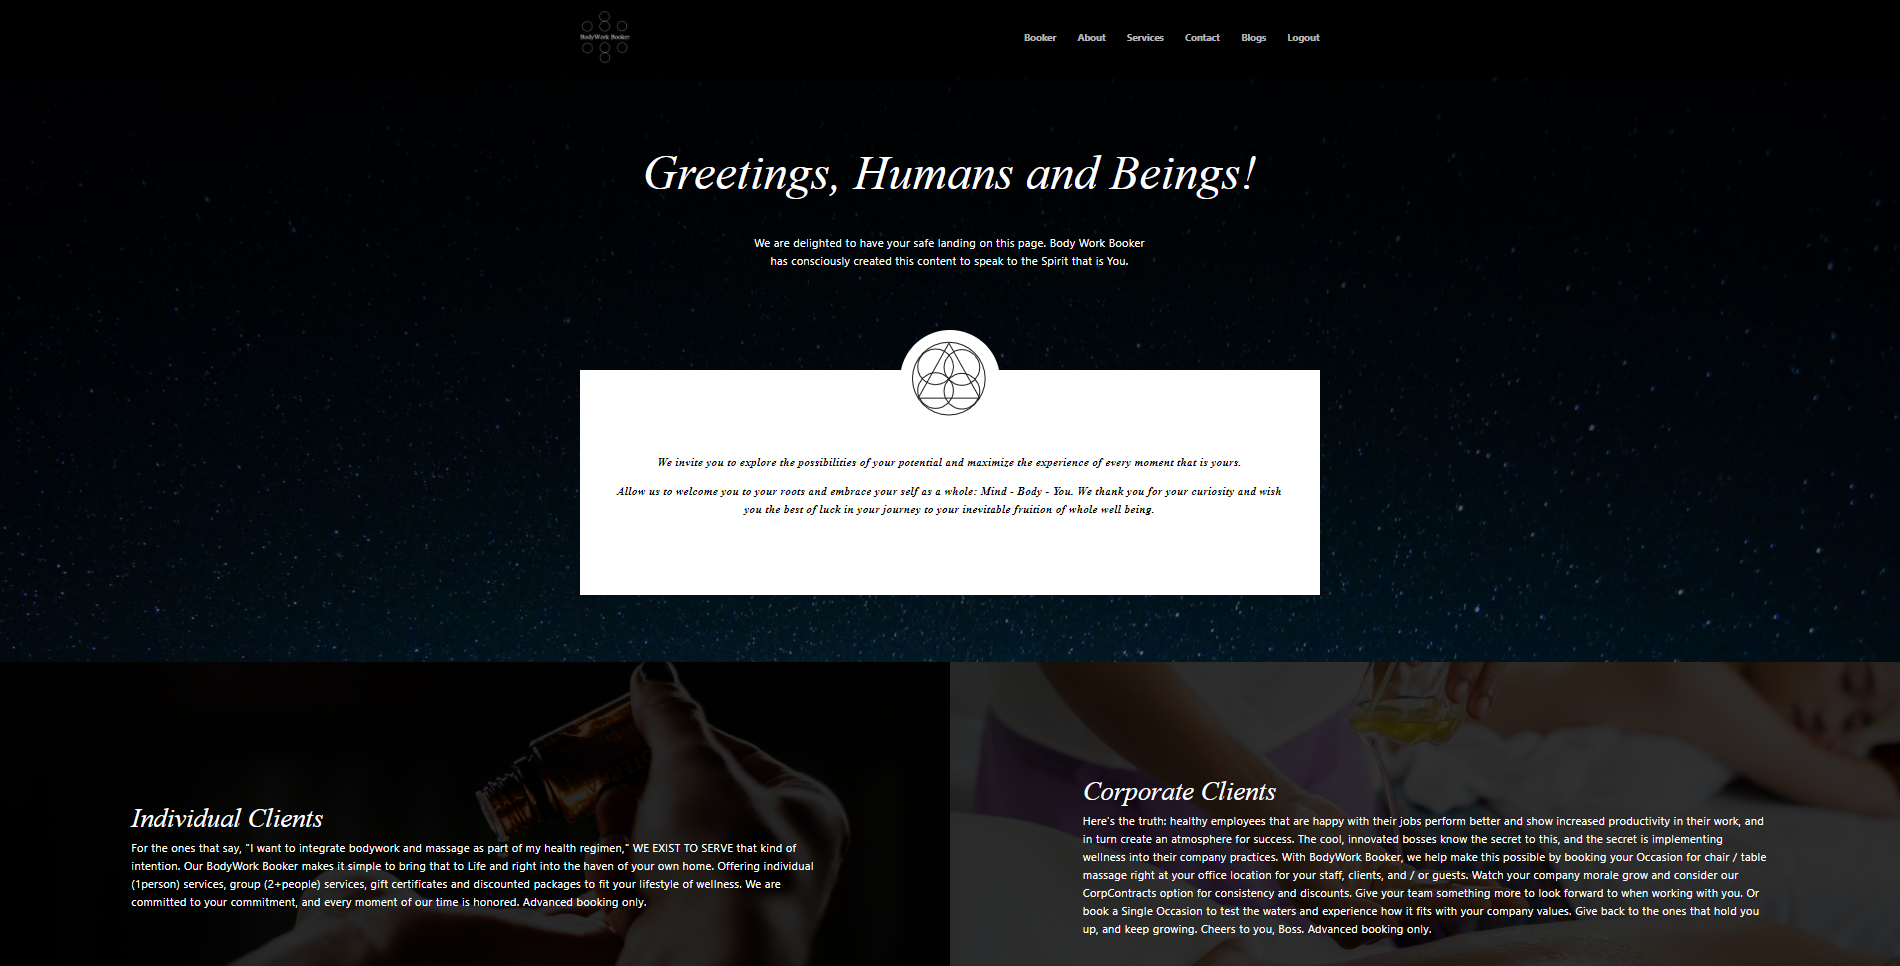 BodyWork Booker
Booker About Services Contact Blogs Logout
Greetings, Humans and Beings!
We are delighted to have your safe landing on this page. Body Work Booker
has consciously created this content to speak to the Spirit that is You.
We invite you to explore the possibilities of your potential and maximize the experience of every moment that is yours.
Allow us to welcome you to your roots and embrace your self as a whole: Mind - Body - You. We thank you for your curiosity and wish
you the best of luck in your journey to your inevitable fruition of whole well being.
Individual Clients
For the ones that say, "I want to integrate bodywork and massage as part of my health regimen," WE EXIST TO SERVE that kind of
intention. Our BodyWork Booker makes it simple to bring that to Life and right into the haven of your own home. Offering individual
(1person) services, group (2+people) services, gift certificates and discounted packages to fit your lifestyle of wellness. We are
committed to your commitment, and every moment of our time is honored. Advanced booking only.
Corporate Clients
Here's the truth: healthy employees that are happy with their jobs perform better and show increased productivity in their work, and
in turn create an atmosphere for success. The cool, innovated bosses know the secret to this, and the secret is implementing
wellness into their company practices. With BodyWork Booker, we help make this possible by booking your Occasion for chair / table
massage right at your office location for your staff, clients, and / or guests. Watch your company morale grow and consider our
CorpContracts option for consistency and discounts. Give your team something more to look forward to when working with you. Or
book a Single Occasion to test the waters and experience how it fits with your company values. Give back to the ones that hold you
up, and keep growing. Cheers to you, Boss. Advanced booking only.